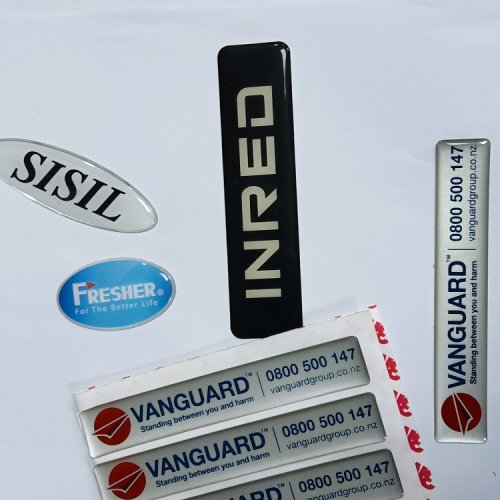 SISIL
FRESHER®
For The Better Life
INRED
VANGUARD™
Standing between you and harm
0800 500 147
vanguardgroup.co.nz
VANGUARD™
Standing between you and harm
0800 500 147
vanguardgroup.co.nz
VANGUARD™
Standing between you and harm
0800 500 147
vanguardgroup.co.nz
VANGUARD
0800 500 147
vanguardgroup.co.nz